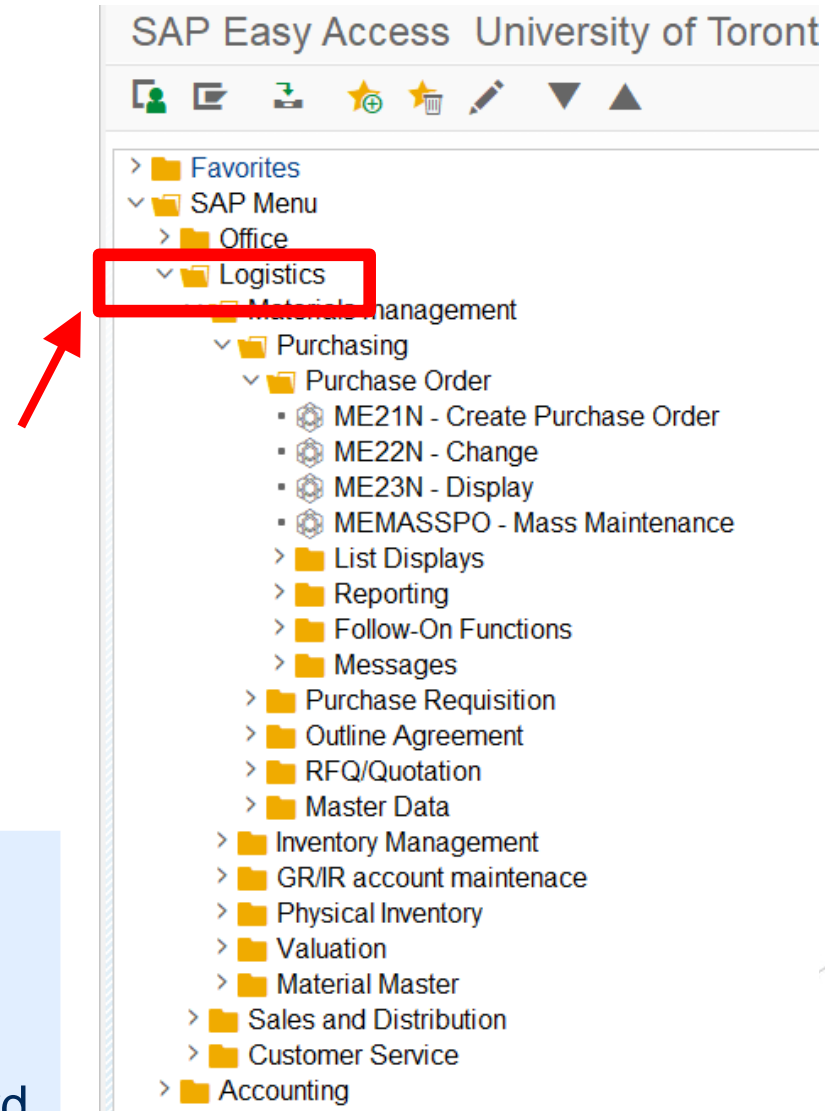 SAP Easy Access University of Toront
Favorites
SAP Menu
Office
Logistics
Materials management
Purchasing
Purchase Order
ME21N - Create Purchase Order
ME22N - Change
ME23N - Display
MEMASSPO - Mass Maintenance
List Displays
Reporting
Follow-On Functions
Messages
Purchase Requisition
Outline Agreement
RFQ/Quotation
Master Data
Inventory Management
GR/IR account maintenace
Physical Inventory
Valuation
Material Master
Sales and Distribution
Customer Service
Accounting
d